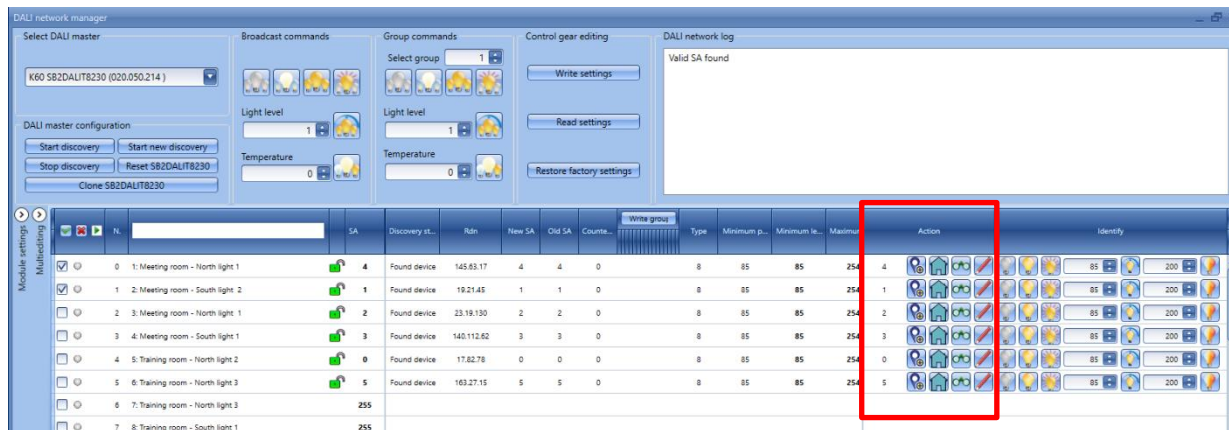 DALI network manager
Select DALI master
K60 SB2DALIT8230 (020.050.214 )
DALI master configuration
Start discovery Start new discovery
Stop discovery Reset SB2DALIT8230
Clone SB2DALIT8230
Broadcast commands
Light level
1
Temperature
0
Group commands
Select group 1
Light level
1
Temperature
0
Control gear editing
Write settings
Read settings
Restore factory settings
DALI network log
Valid SA found
Module settings
Multiediting
N. SA Discovery st... Rdn New SA Old SA Counte... Write group Type Minimum p... Minimum le... Maximum Action Identify
0 1: Meeting room - North light 1 4 Found device 145.63.17 4 4 0 8 85 85 254 4 85 200
1 2: Meeting room - South light 2 1 Found device 19.21.45 1 1 0 8 85 85 254 1 85 200
2 3: Meeting room - North light 1 2 Found device 23.19.130 2 2 0 8 85 85 254 2 85 200
3 4: Meeting room - South light 1 3 Found device 140.112.62 3 3 0 8 85 85 254 3 85 200
4 5: Training room - North light 2 0 Found device 17.82.78 0 0 0 8 85 85 254 0 85 200
5 6: Training room - North light 3 5 Found device 163.27.15 5 5 0 8 85 85 254 5 85 200
6 7: Training room - North light 3 255
7 8: Training room - South light 1 255